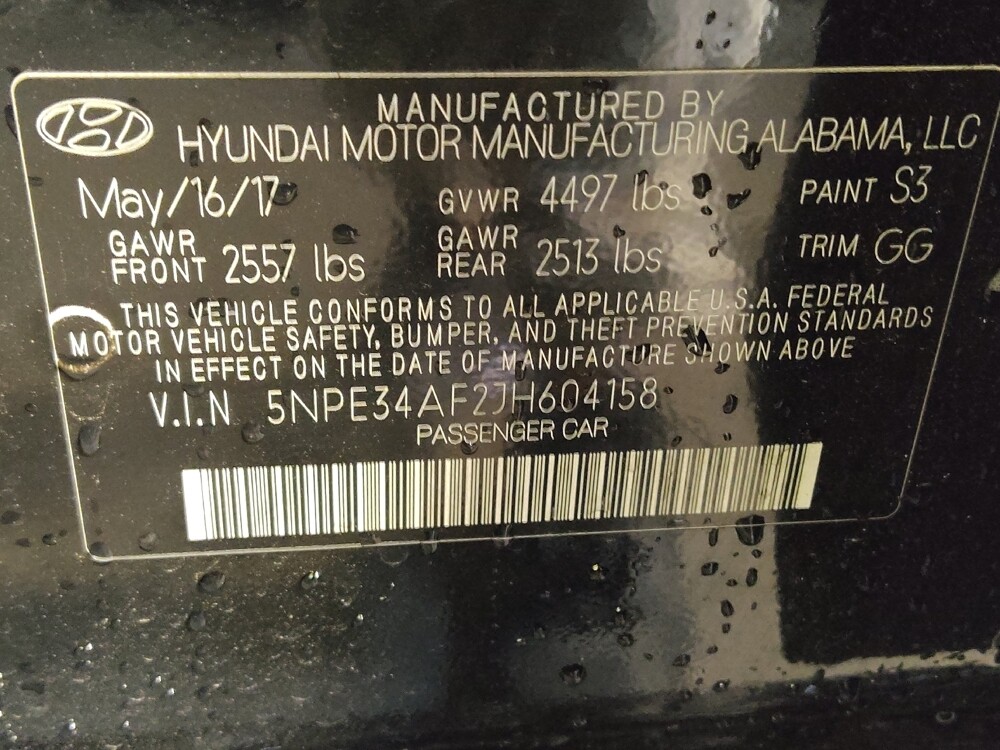 MANUFACTURED BY
HYUNDAI MOTOR MANUFACTURING ALABAMA, LLC
May/16/17 GVWR 4497 lbs PAINT S3
GAWR FRONT 2557 lbs GAWR REAR 2513 lbs TRIM GG
THIS VEHICLE CONFORMS TO ALL APPLICABLE U.S.A. FEDERAL
MOTOR VEHICLE SAFETY, BUMPER, AND THEFT PREVENTION STANDARDS
IN EFFECT ON THE DATE OF MANUFACTURE SHOWN ABOVE
V.I.N 5NPE34AF2JH604158
PASSENGER CAR